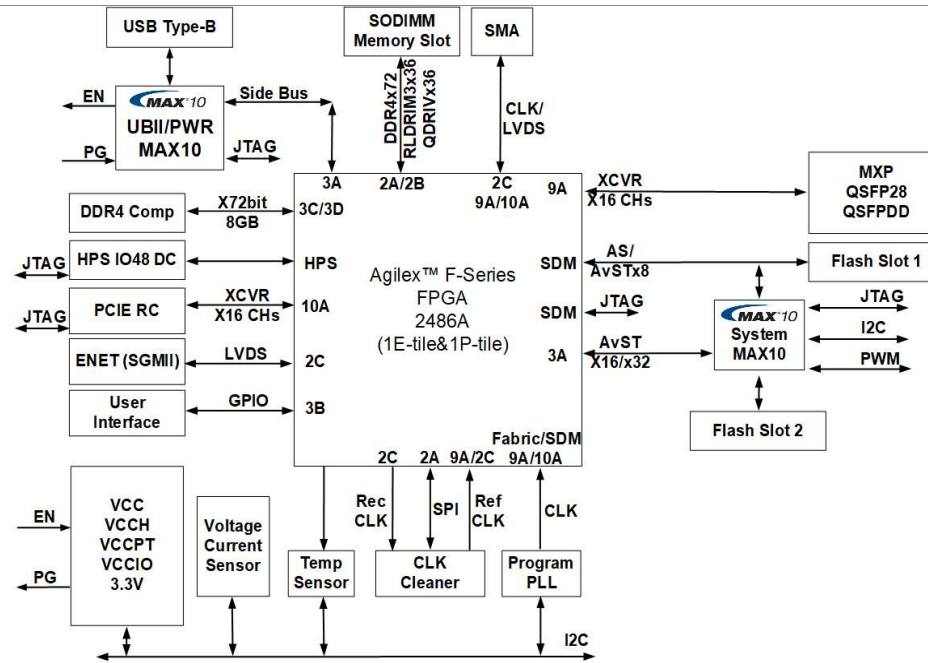 USB Type-B
SODIMM
Memory Slot
SMA
EN
MAX 10
UBII/PWR
MAX10
PG
Side Bus
JTAG
DDR4x72
RLDRIM3x36
QDRIVx36
CLK/
LVDS
3A
2A/2B
2C
9A/10A
9A
XCVR
X16 CHs
MXP
QSFP28
QSFPDD
DDR4 Comp
X72bit
8GB
3C/3D
JTAG
HPS IO48 DC
HPS
SDM
AS/
AvSTx8
Flash Slot 1
JTAG
PCIE RC
XCVR
X16 CHs
10A
Agilex™ F-Series
FPGA
2486A
(1E-tile&1P-tile)
SDM
JTAG
MAX 10
System
MAX10
JTAG
I2C
PWM
ENET (SGMII)
LVDS
2C
3A
AvST
X16/x32
User
Interface
GPIO
3B
Flash Slot 2
Fabric/SDM
2C
2A
9A/2C
9A/10A
EN
PG
VCC
VCCH
VCCPT
VCCIO
3.3V
Voltage
Current
Sensor
Temp
Sensor
Rec
CLK
SPI
Ref
CLK
CLK
CLK
Cleaner
Program
PLL
I2C